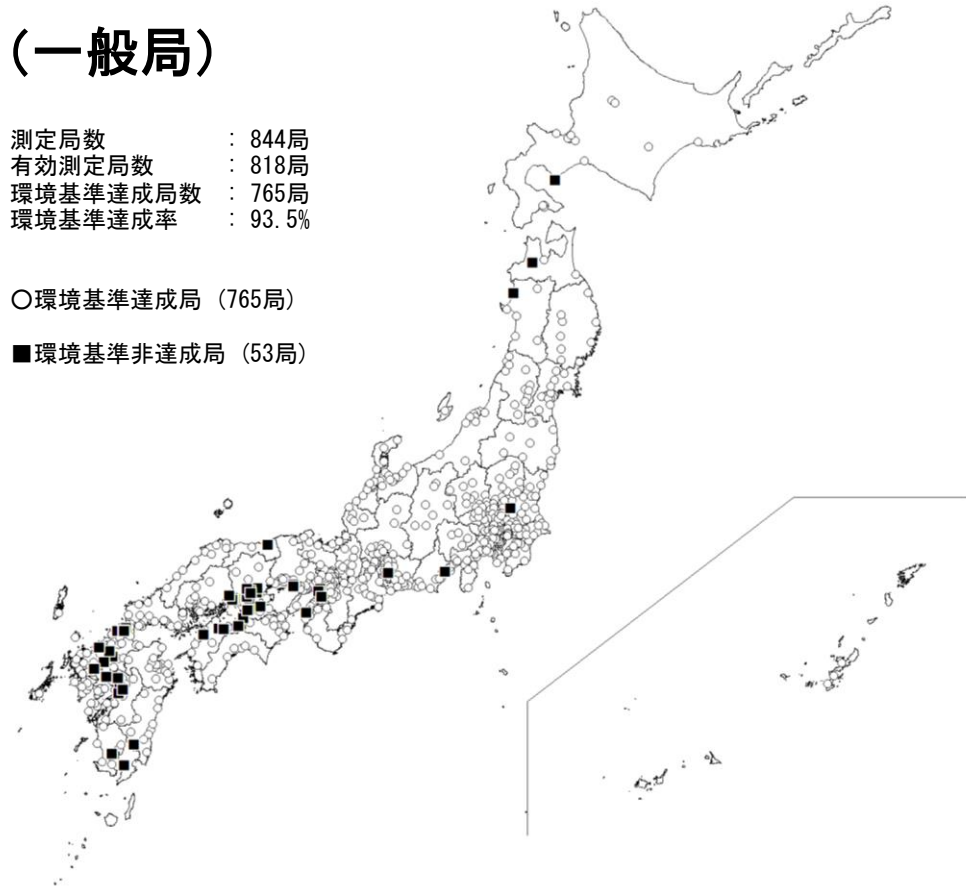 (一般局)
測定局数 : 844局
有効測定局数 : 818局
環境基準達成局数 : 765局
環境基準達成率 : 93.5%
○環境基準達成局 (765局)
■環境基準非達成局 (53局)